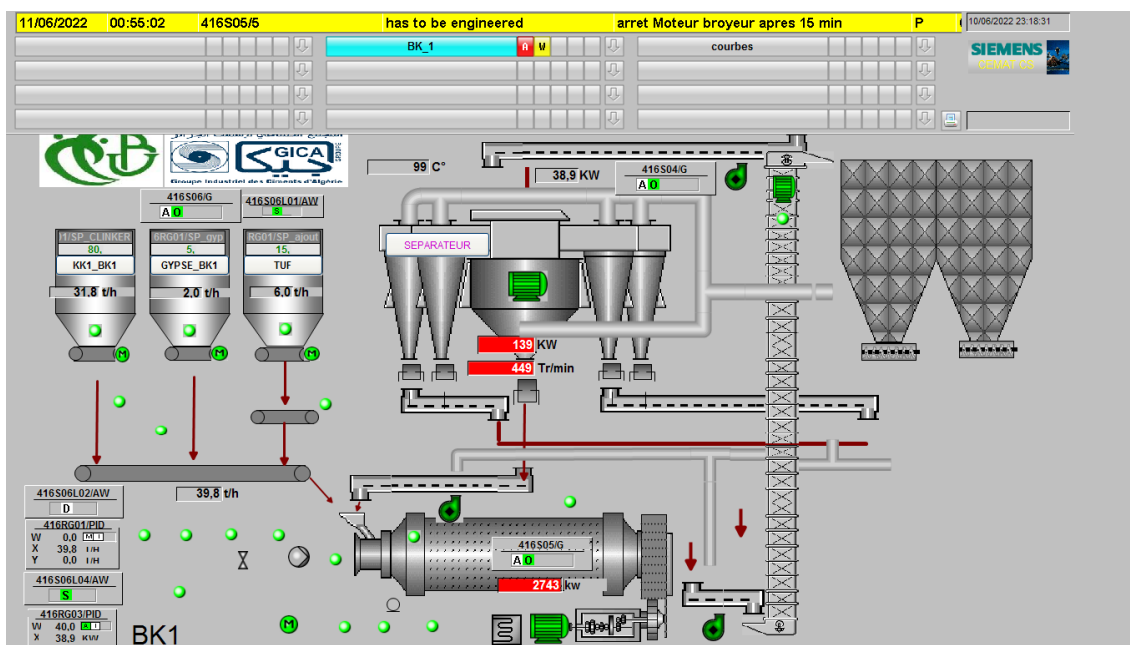 11/06/2022 00:55:02 416S05/5 has to be engineered arret Moteur broyeur apres 15 min P
10/06/2022 23:18:31
BK_1 A W courbes
SIEMENS
CEMAT CS
GICA
Groupe Industriel des Ciments d'Algérie
99 C°
38,9 KW
416S04/G
A O
416S06/G
A O
416S06L01/AW
S
1/SP_CLINKER 6RG01/SP_gyp RG01/SP_ajout
80, 5, 15,
KK1_BK1 GYPSE_BK1 TUF
31,8 t/h 2,0 t/h 6,0 t/h
SEPARATEUR
M M M
139 KW
449 Tr/min
39,8 t/h
416S06L02/AW
D
416RG01/PID
W 0,0 M I
X 39,8 T/H
Y 0,0 T/H
416S06L04/AW
S
416RG03/PID
W 40,0 A I
X 38,9 KW
416S05/G
A O
2743 kw
M
BK1